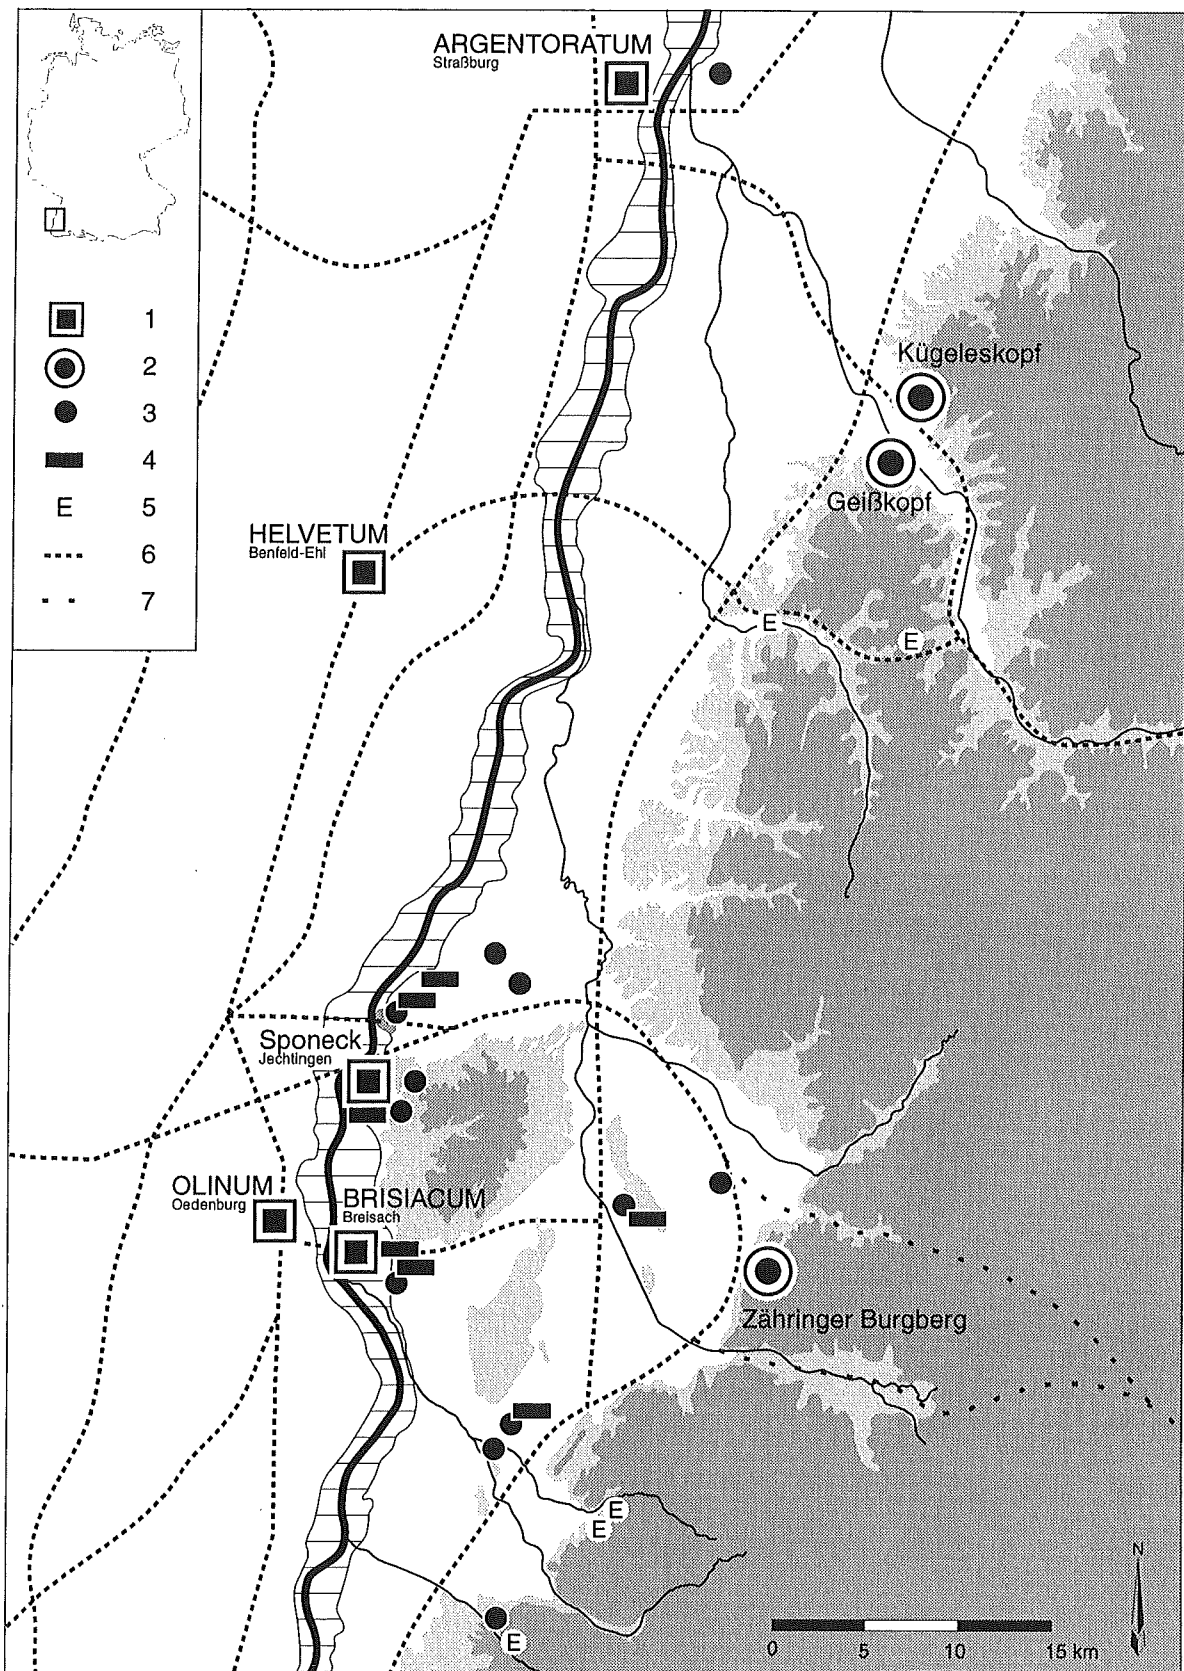 ARGENTORATUM
Straßburg
1
2
3
4
E 5
6
7
Kügeleskopf
Geißkopf
HELVETUM
Benfeld-Ehl
E
E
Sponeck
Jechtingen
OLINUM
Oedenburg
BRISIACUM
Breisach
Zähringer Burgberg
E
E
E
N
0 5 10 15 km